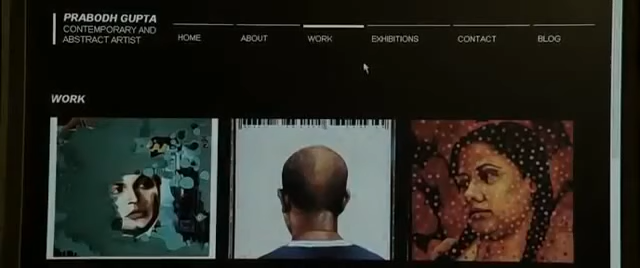 PRABODH GUPTA
CONTEMPORARY AND
ABSTRACT ARTIST
HOME
ABOUT
WORK
EXHIBITIONS
CONTACT
BLOG
WORK